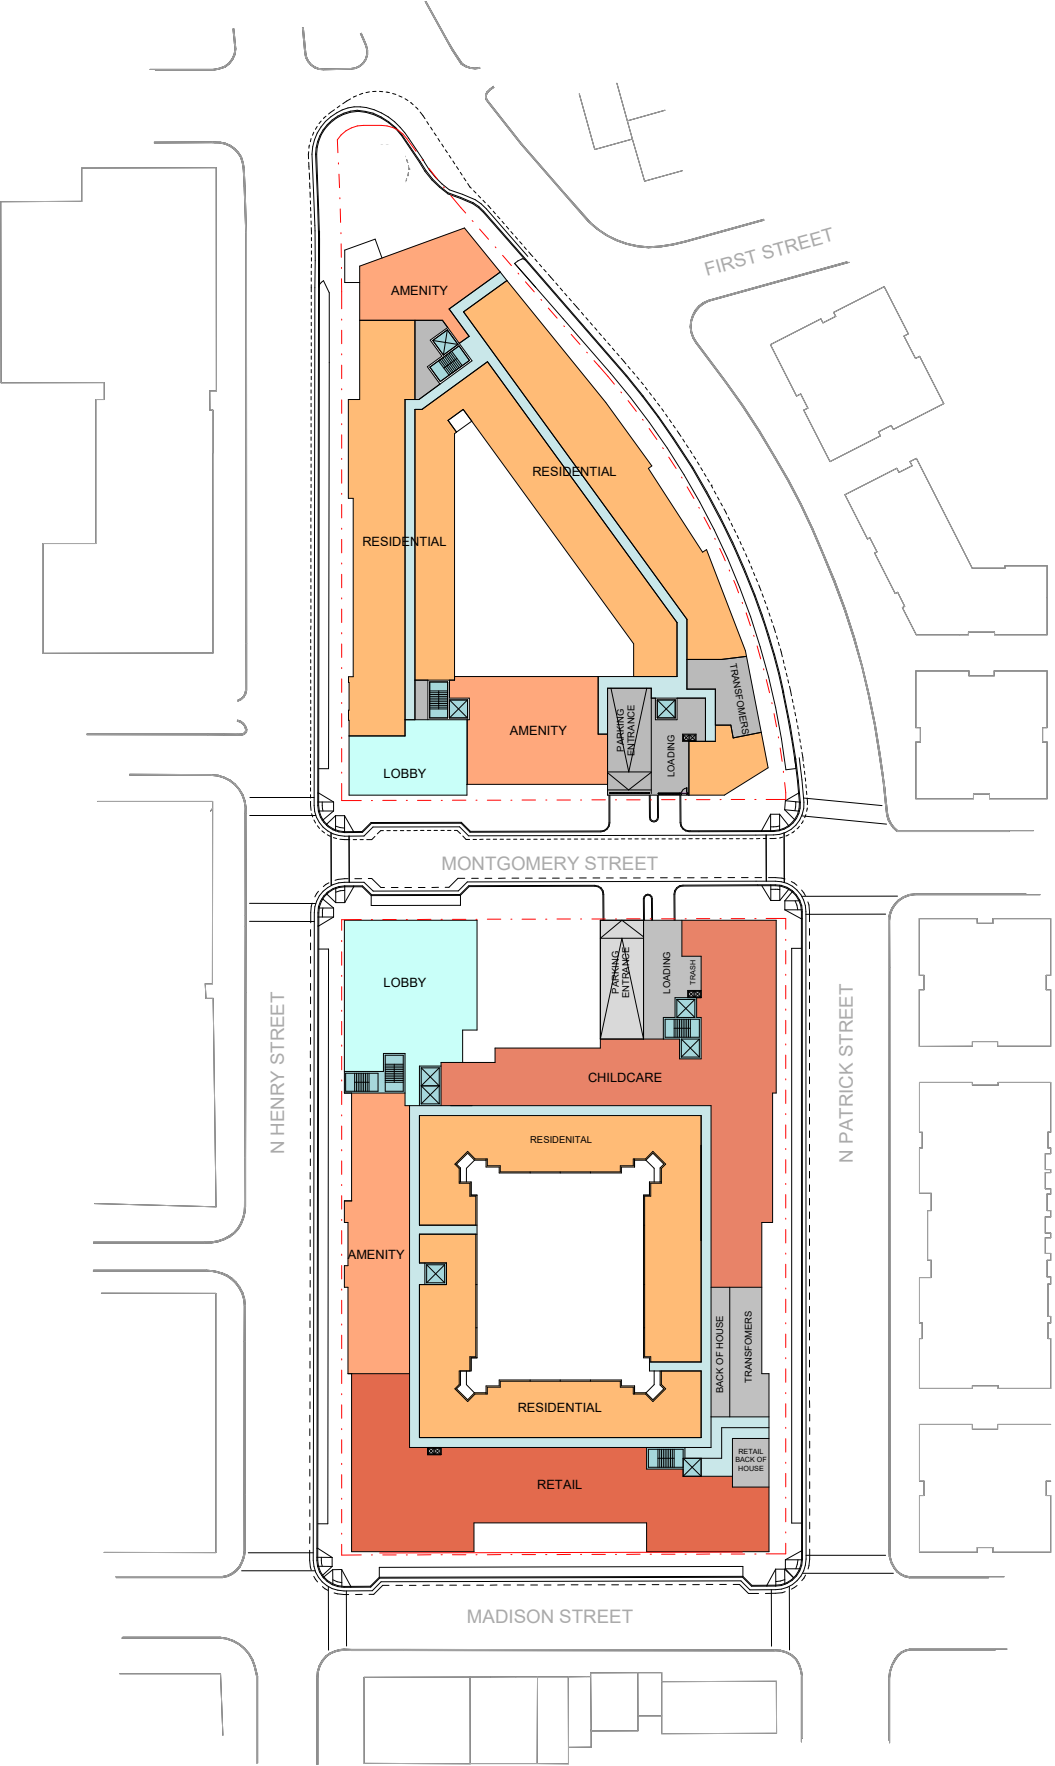 FIRST STREET
AMENITY
RESIDENTIAL
RESIDENTIAL
TRANSFOMERS
PARKING
ENTRANCE
AMENITY
LOADING
LOBBY
MONTGOMERY STREET
LOBBY
PARKING
ENTRANCE
LOADING
TRASH
N HENRY STREET
N PATRICK STREET
CHILDCARE
RESIDENITAL
AMENITY
BACK OF HOUSE
TRANSFOMERS
RESIDENTIAL
RETAIL
BACK OF
HOUSE
RETAIL
MADISON STREET